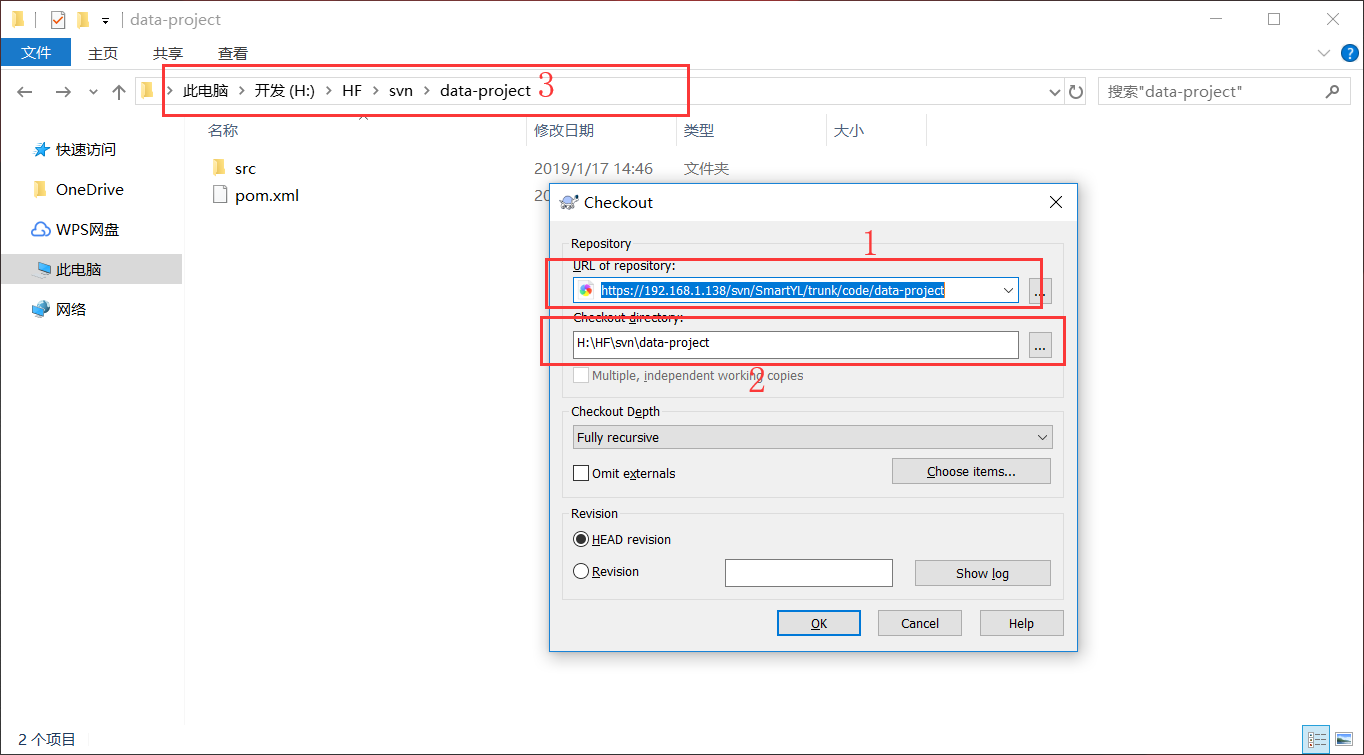 data-project
文件 主页 共享 查看
此电脑 开发 (H:) HF svn data-project 3 搜索"data-project"
名称 修改日期 类型 大小
快速访问
OneDrive
WPS网盘
此电脑
网络
src 2019/1/17 14:46 文件夹
pom.xml 20
Checkout
1
Repository
URL of repository:
https://192.168.1.138/svn/SmartYL/trunk/code/data-project ...
Checkout directory:
H:\HF\svn\data-project ...
Multiple, independent working copies
2
Checkout Depth
Fully recursive
Omit externals Choose items...
Revision
HEAD revision
Revision Show log
OK Cancel Help
2 个项目